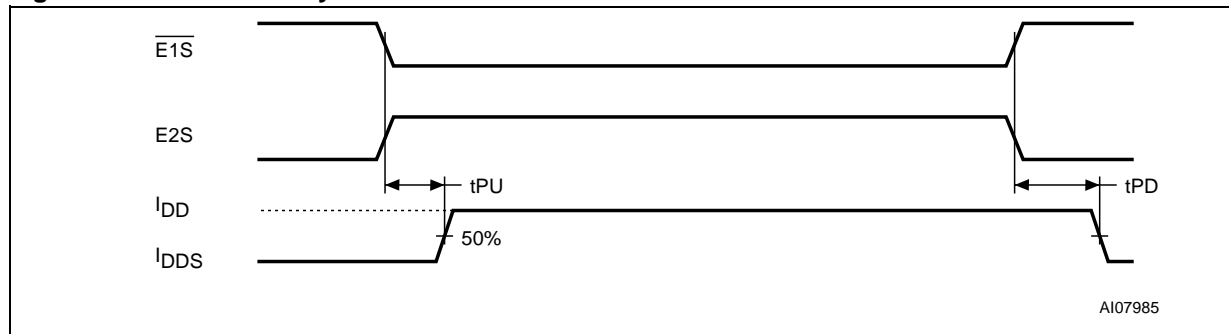 E1S
E2S
tPU
tPD
IDD
50%
IDDS
AI07985